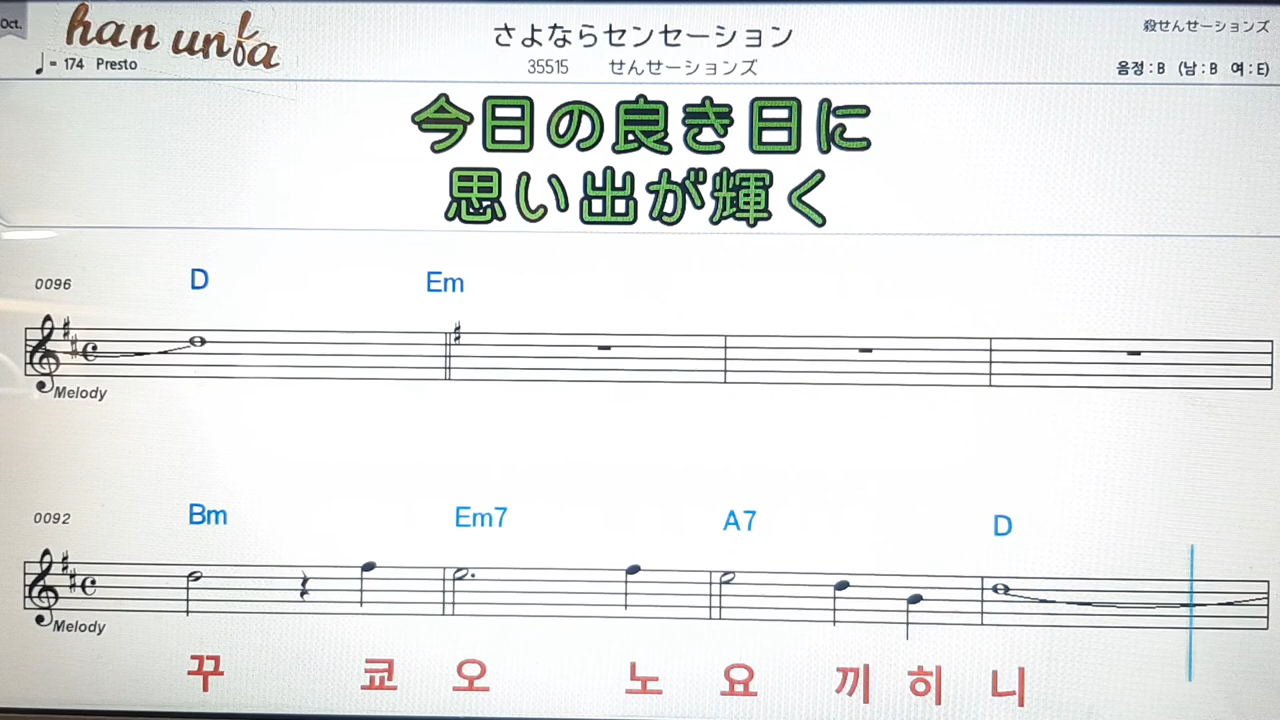 Oct.
han unfa
さよならセンセーション
殺せんせーションズ
♩= 174 Presto
35515 せんせーションズ
음정 : B (남 : B 여 : E)
今日の良き日に
思い出が輝く
0096 D Em
Melody
0092 Bm Em7 A7 D
Melody
꾸 쿄 오 노 요 끼 히 니